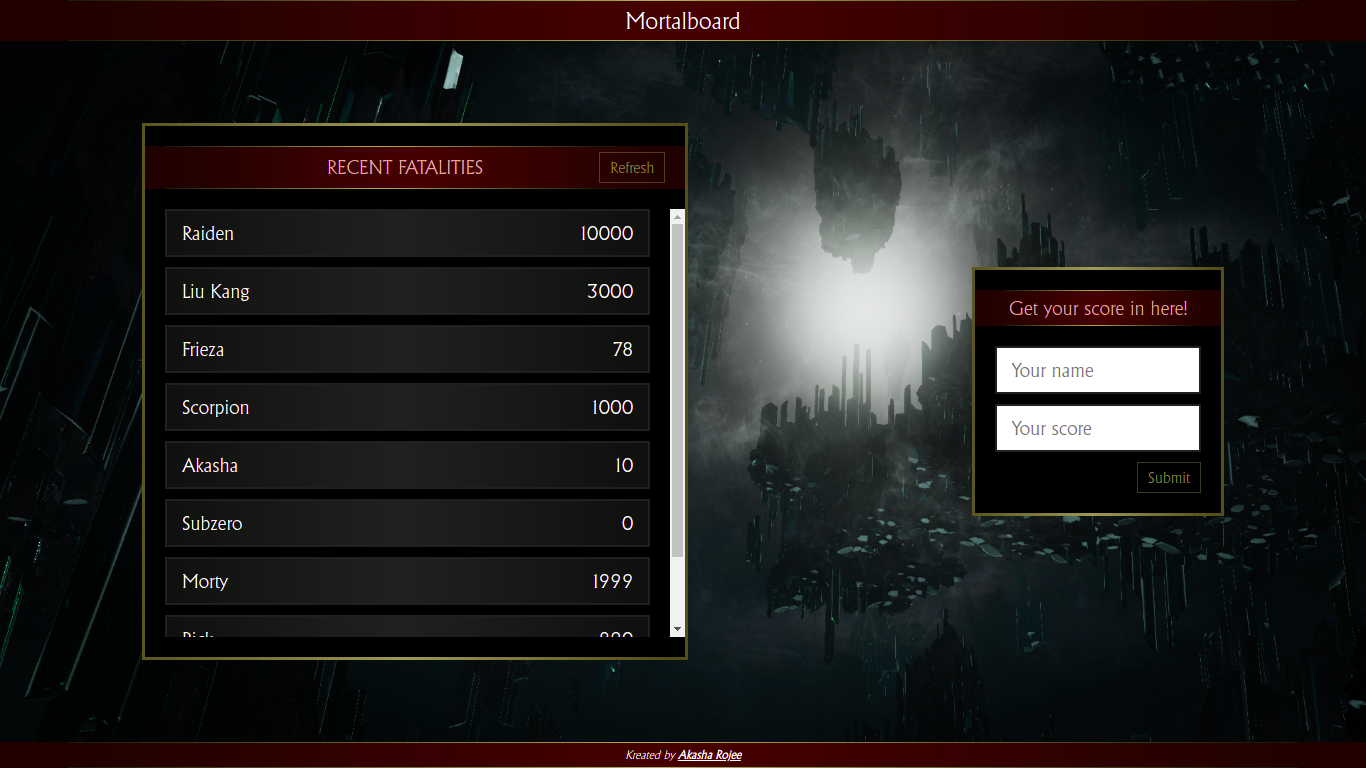 Mortalboard
RECENT FATALITIES
Refresh
Raiden 10000
Liu Kang 3000
Frieza 78
Scorpion 1000
Akasha 10
Subzero 0
Morty 1999
Get your score in here!
Your name
Your score
Submit
Kreated by Akasha Rojee